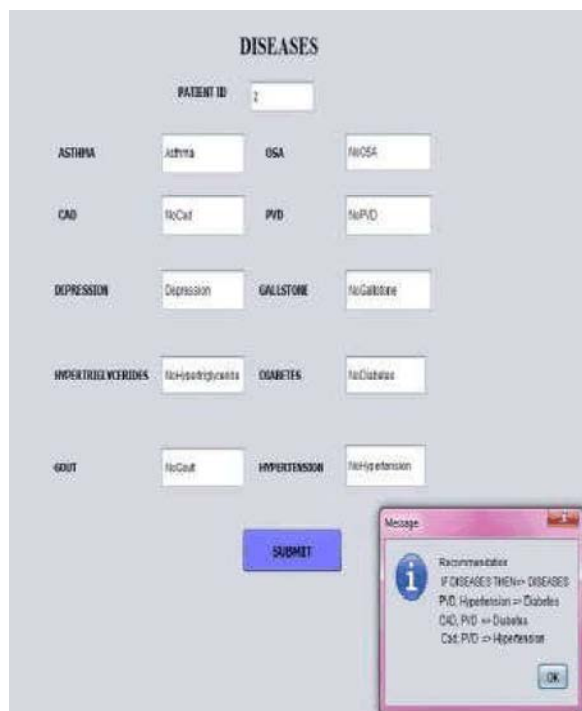 DISEASES
PATIENT ID 2
ASTHMA Asthma OSA NoOSA
CAD NoCad PVD NoPVD
DEPRESSION Depression GALLSTONE NoGallstone
HYPERTRIGLYCERIDES NoHypertriglyceride DIABETES NoDiabetes
GOUT NoGout HYPERTENSION NoHypertension
SUBMIT
Message
Recommendation
IF DISEASES THEN=> DISEASES
PVD, Hypertension => Diabetes
CAD, PVD => Diabetes
Cad, PVD => Hipertension
OK